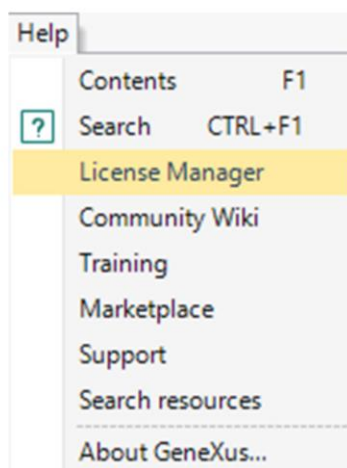 Help
Contents F1
? Search CTRL+F1
License Manager
Community Wiki
Training
Marketplace
Support
Search resources
About GeneXus...